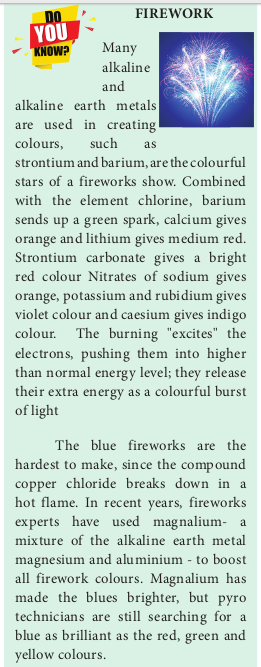 DO
YOU
KNOW?
FIREWORK
Many
alkaline
and
alkaline earth metals
are used in creating
colours, such as
strontium and barium, are the colourful
stars of a fireworks show. Combined
with the element chlorine, barium
sends up a green spark, calcium gives
orange and lithium gives medium red.
Strontium carbonate gives a bright
red colour Nitrates of sodium gives
orange, potassium and rubidium gives
violet colour and caesium gives indigo
colour. The burning "excites" the
electrons, pushing them into higher
than normal energy level; they release
their extra energy as a colourful burst
of light
The blue fireworks are the
hardest to make, since the compound
copper chloride breaks down in a
hot flame. In recent years, fireworks
experts have used magnalium- a
mixture of the alkaline earth metal
magnesium and aluminium - to boost
all firework colours. Magnalium has
made the blues brighter, but pyro
technicians are still searching for a
blue as brilliant as the red, green and
yellow colours.